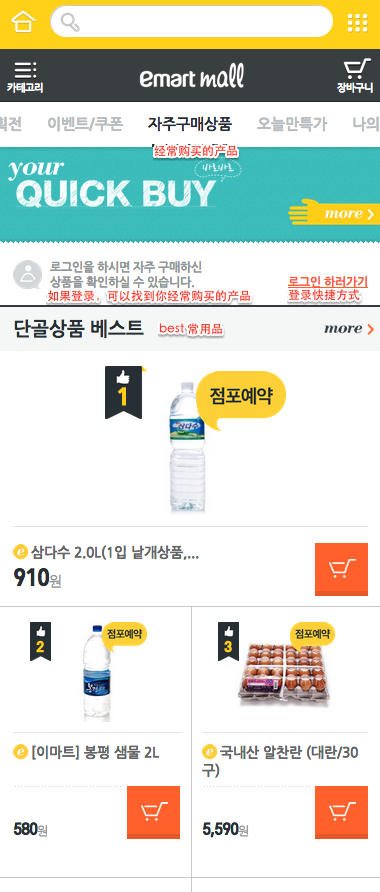 카테고리
emart mall
장바구니
획전 이벤트/쿠폰 자주구매상품 오늘만특가 나의
经常购买的产品
your
바로바로
QUICK BUY
more >
로그인을 하시면 자주 구매하신
상품을 확인하실 수 있습니다.
로그인 하러가기
如果登录，可以找到你经常购买的产品
登录快捷方式
단골상품 베스트
best 常用品
more >
1
삼다수
점포예약
e 삼다수 2.0L(1입 낱개상품,...
910원
2
봉평
점포예약
3
점포예약
e [이마트] 봉평 샘물 2L
580원
e 국내산 알찬란 (대란/30
구)
5,590원